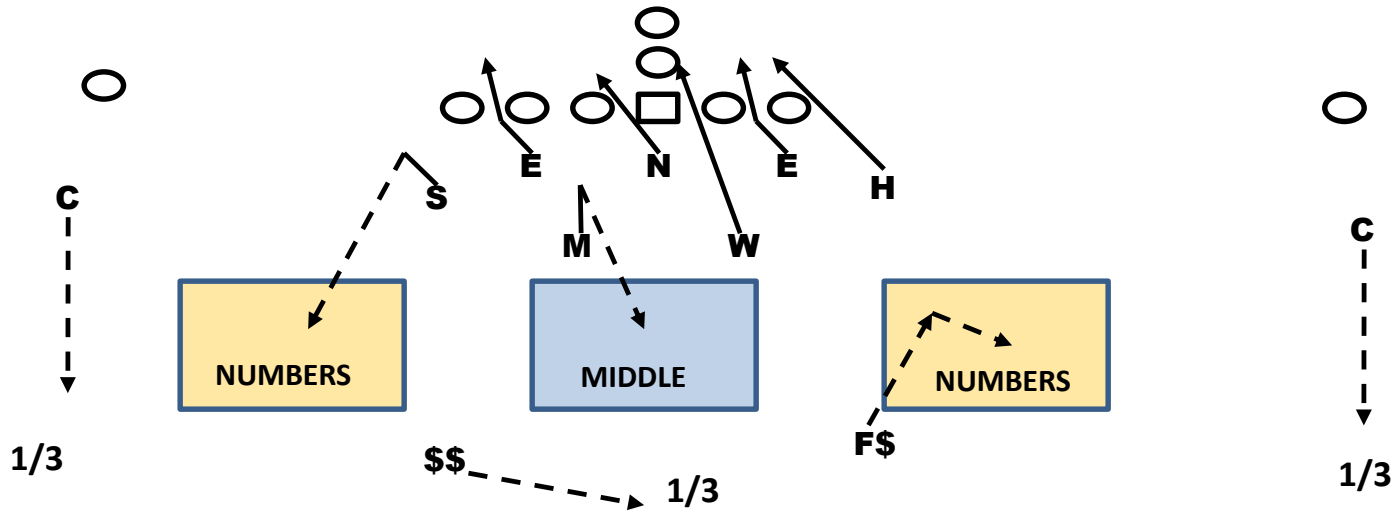 E N E H
C S C
M W
NUMBERS MIDDLE NUMBERS
F$
1/3 $$ 1/3 1/3